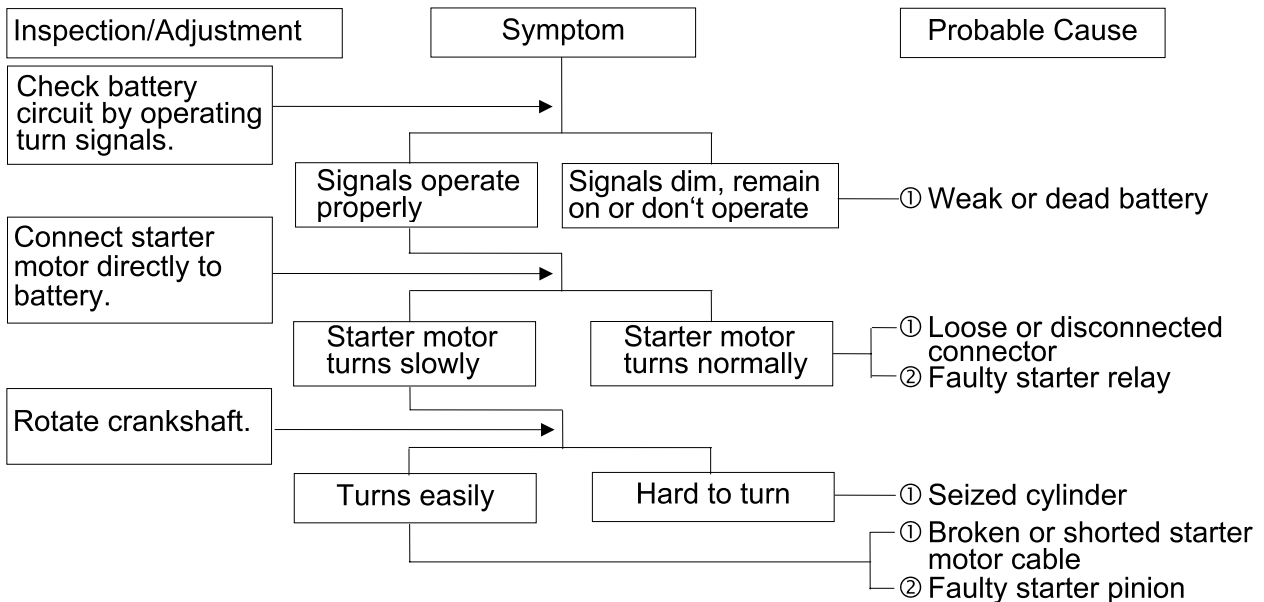 Inspection/Adjustment
Symptom
Probable Cause
Check battery
circuit by operating
turn signals.
Signals operate
properly
Signals dim, remain
on or don‘t operate
① Weak or dead battery
Connect starter
motor directly to
battery.
Starter motor
turns slowly
Starter motor
turns normally
① Loose or disconnected
connector
② Faulty starter relay
Rotate crankshaft.
Turns easily
Hard to turn
① Seized cylinder
① Broken or shorted starter
motor cable
② Faulty starter pinion